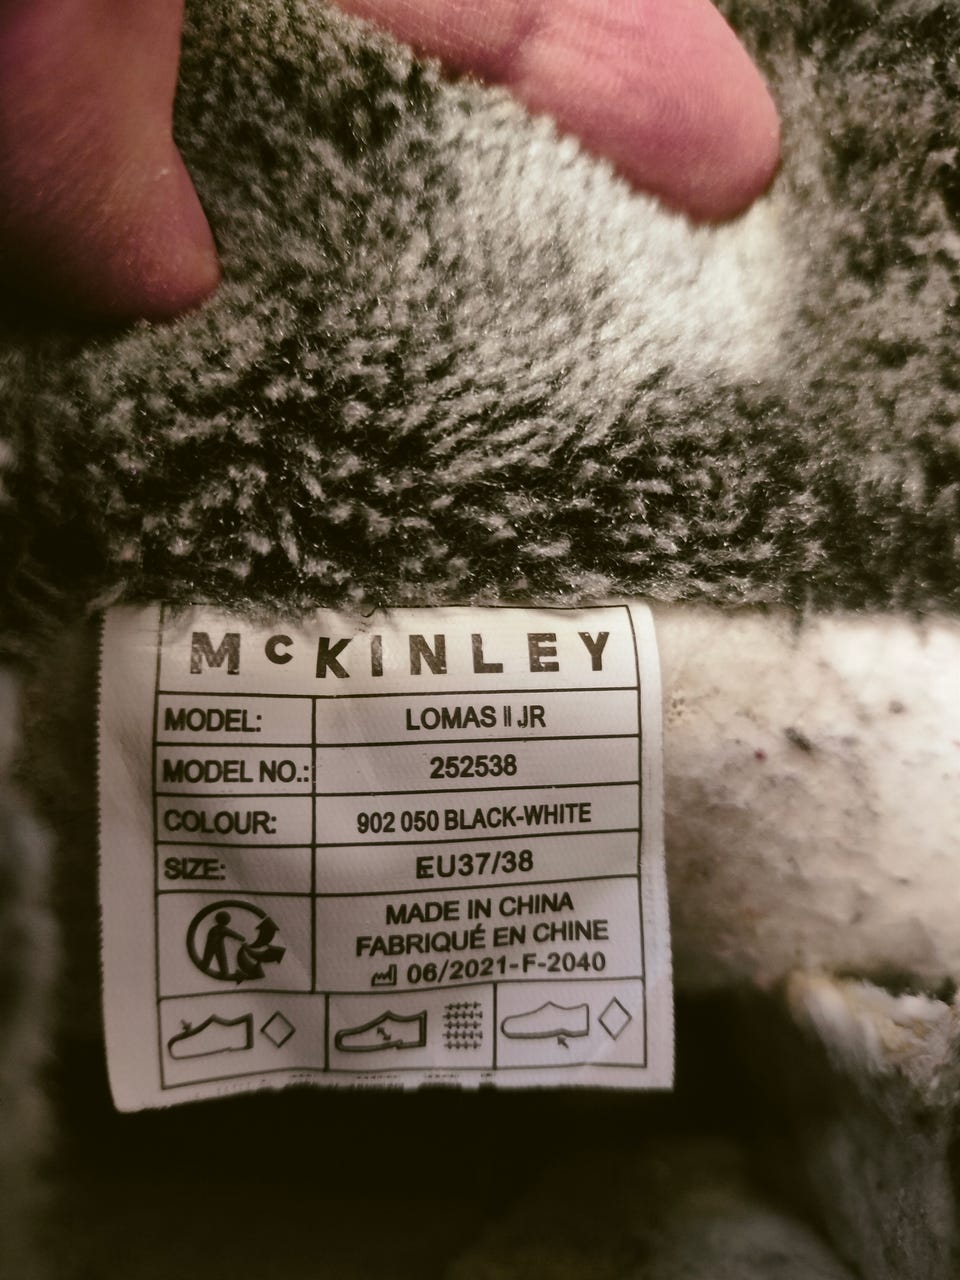 McKINLEY
MODEL: LOMAS II JR
MODEL NO.: 252538
COLOUR: 902 050 BLACK-WHITE
SIZE: EU37/38
MADE IN CHINA
FABRIQUÉ EN CHINE
06/2021-F-2040